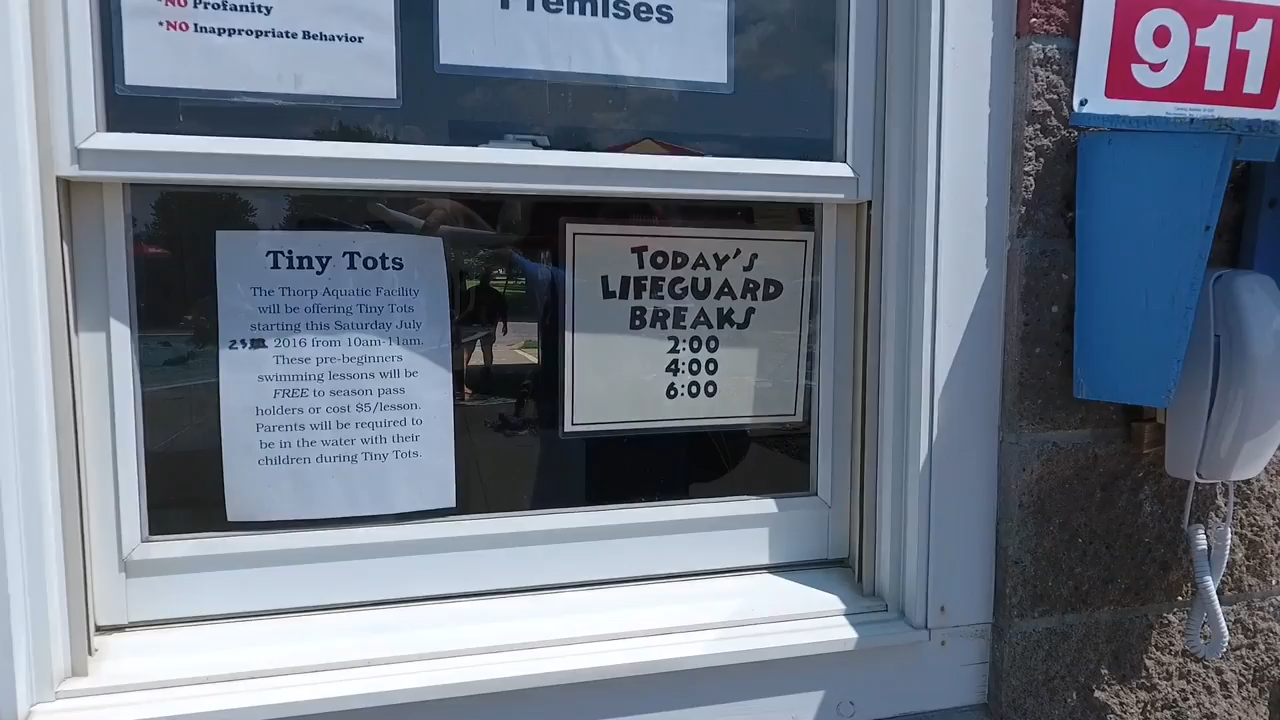 *NO Profanity
*NO Inappropriate Behavior
Premises
911
Tiny Tots
The Thorp Aquatic Facility
will be offering Tiny Tots
starting this Saturday July
2016 from 10am-11am.
These pre-beginners
swimming lessons will be
FREE to season pass
holders or cost $5/lesson.
Parents will be required to
be in the water with their
children during Tiny Tots.
TODAY'S
LIFEGUARD
BREAKS
2:00
4:00
6:00